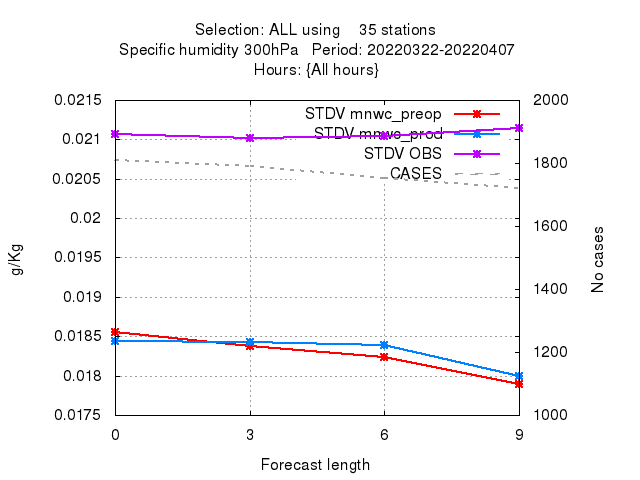 Selection: ALL using    35 stations
Specific humidity 300hPa   Period: 20220322-20220407
Hours: {All hours}
0.0215
0.021
0.0205
0.02
0.0195
0.019
0.0185
0.018
0.0175
g/Kg
STDV mnwc_preop
STDV mnwc_prod
STDV OBS
CASES
2000
1800
1600
1400
1200
1000
No cases
0
3
6
9
Forecast length